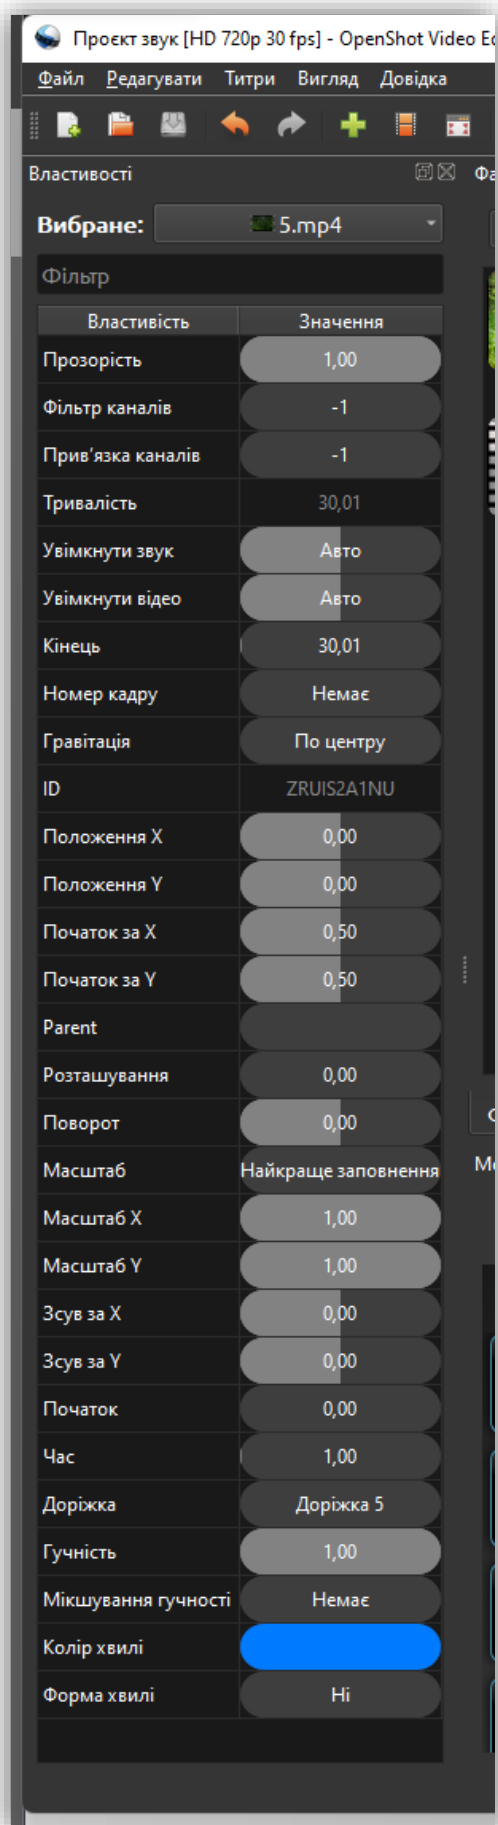 Проєкт звук [HD 720p 30 fps] - OpenShot Video Ed
Файл Редагувати Титри Вигляд Довідка
Властивості
Вибране: 5.mp4
Фільтр
Властивість Значення
Прозорість 1,00
Фільтр каналів -1
Прив'язка каналів -1
Тривалість 30,01
Увімкнути звук Авто
Увімкнути відео Авто
Кінець 30,01
Номер кадру Немає
Гравітація По центру
ID ZRUIS2A1NU
Положення X 0,00
Положення Y 0,00
Початок за X 0,50
Початок за Y 0,50
Parent
Розташування 0,00
Поворот 0,00
Масштаб Найкраще заповнення
Масштаб X 1,00
Масштаб Y 1,00
Зсув за X 0,00
Зсув за Y 0,00
Початок 0,00
Час 1,00
Доріжка Доріжка 5
Гучність 1,00
Мікшування гучності Немає
Колір хвилі
Форма хвилі Ні